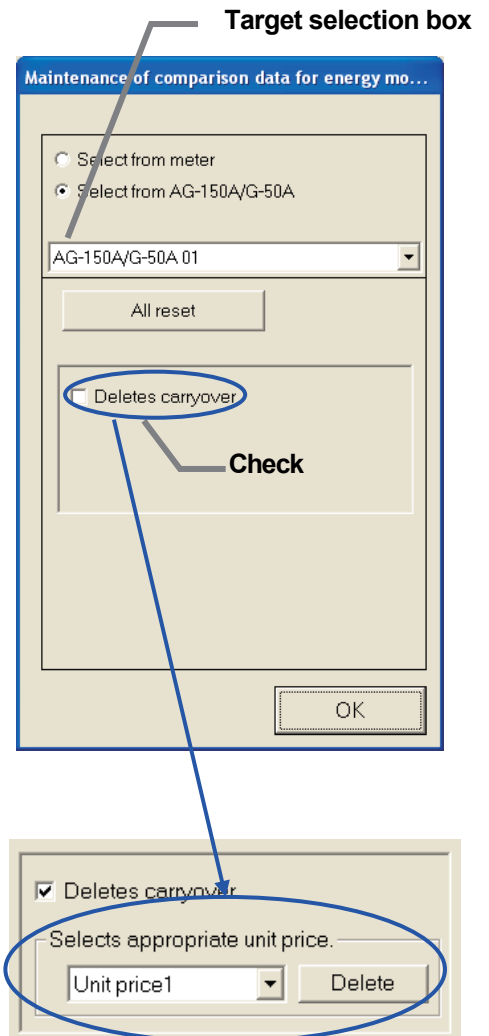 Target selection box
Maintenance of comparison data for energy mo...
Select from meter
Select from AG-150A/G-50A
AG-150A/G-50A 01
All reset
Deletes carryover
Check
OK
Deletes carryover
Selects appropriate unit price.
Unit price1
Delete